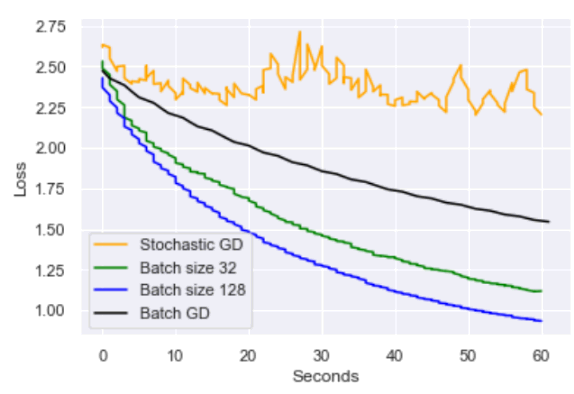 2.75
2.50
2.25
2.00
1.75
1.50
1.25
1.00
Loss
Stochastic GD
Batch size 32
Batch size 128
Batch GD
0 10 20 30 40 50 60
Seconds